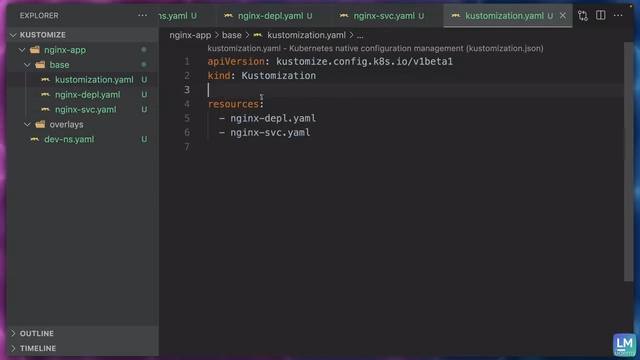 EXPLORER
...
ns.yaml U
nginx-depl.yaml U
nginx-svc.yaml U
kustomization.yaml U
KUSTOMIZE
nginx-app
base
kustomization.yaml U
nginx-depl.yaml U
nginx-svc.yaml U
overlays
dev-ns.yaml U
OUTLINE
TIMELINE
nginx-app > base > kustomization.yaml > ...
kustomization.yaml - Kubernetes native configuration management (kustomization.json)
1 apiVersion: kustomize.config.k8s.io/v1beta1
2 kind: Kustomization
3
4 resources:
5 - nginx-depl.yaml
6 - nginx-svc.yaml
7
LM